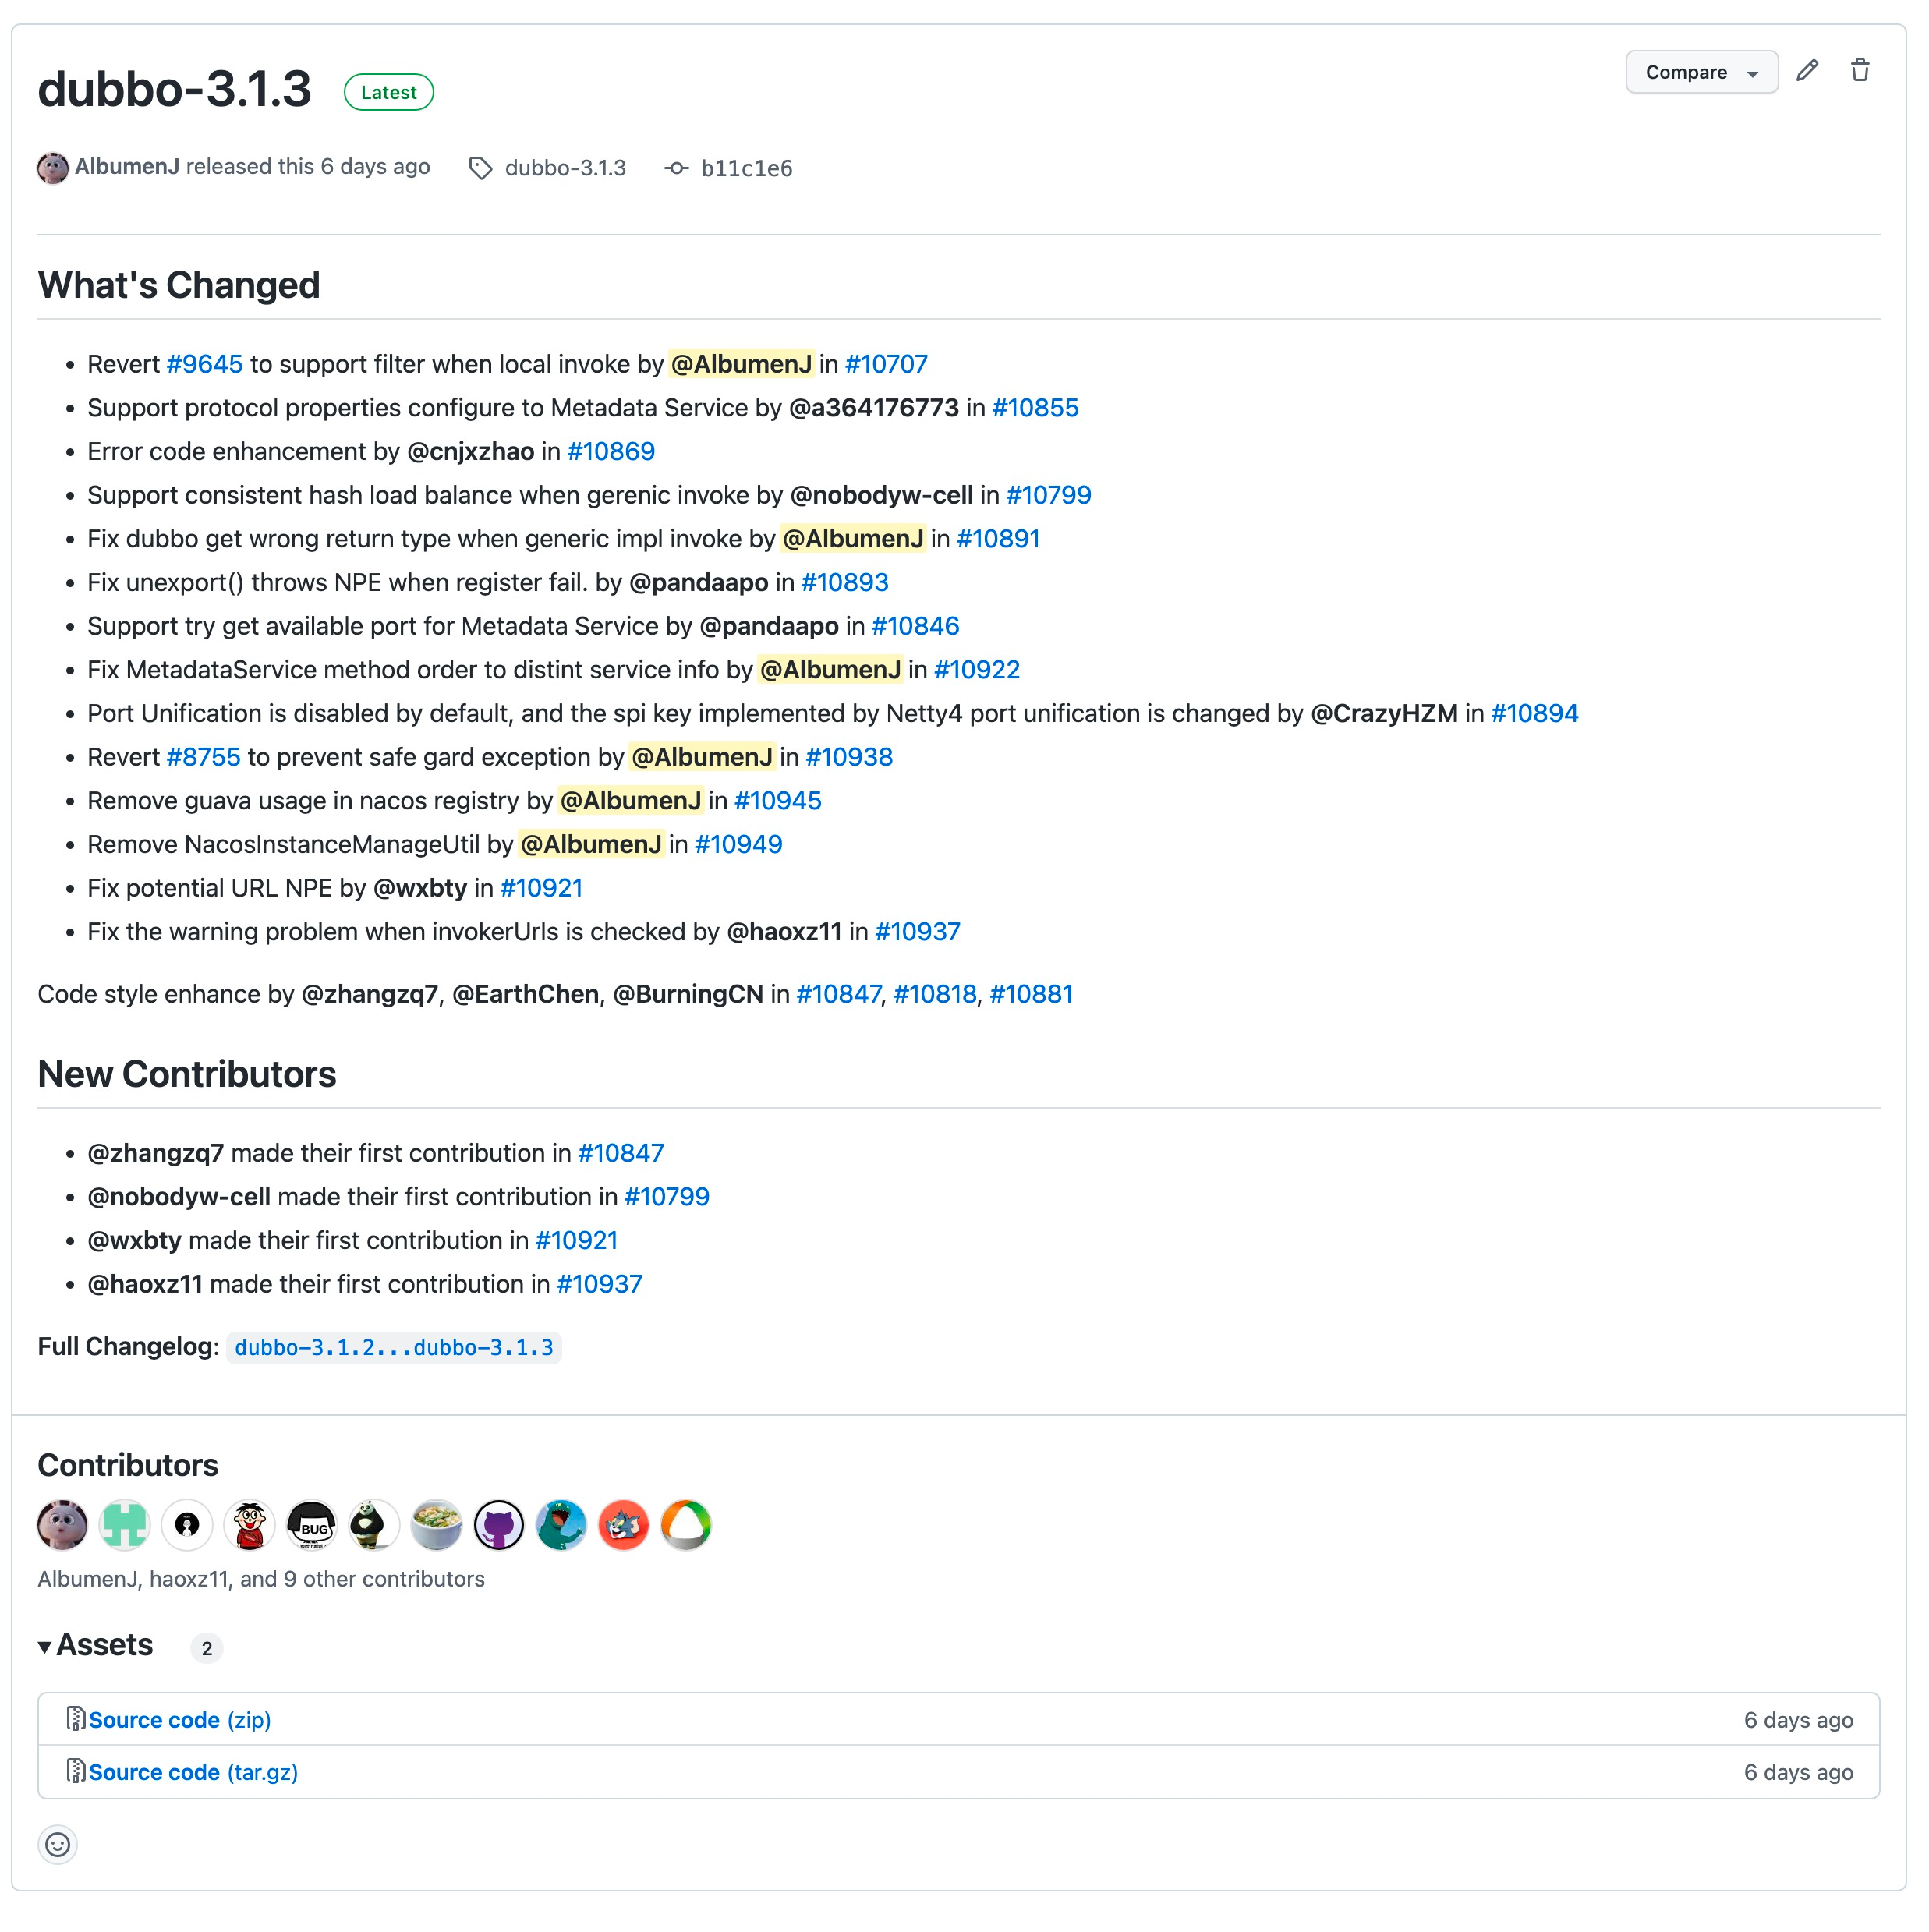 dubbo-3.1.3 Latest Compare
AlbumenJ released this 6 days ago dubbo-3.1.3 b11c1e6
What's Changed
Revert #9645 to support filter when local invoke by @AlbumenJ in #10707
Support protocol properties configure to Metadata Service by @a364176773 in #10855
Error code enhancement by @cnjxzhao in #10869
Support consistent hash load balance when gerenic invoke by @nobodyw-cell in #10799
Fix dubbo get wrong return type when generic impl invoke by @AlbumenJ in #10891
Fix unexport() throws NPE when register fail. by @pandaapo in #10893
Support try get available port for Metadata Service by @pandaapo in #10846
Fix MetadataService method order to distint service info by @AlbumenJ in #10922
Port Unification is disabled by default, and the spi key implemented by Netty4 port unification is changed by @CrazyHZM in #10894
Revert #8755 to prevent safe gard exception by @AlbumenJ in #10938
Remove guava usage in nacos registry by @AlbumenJ in #10945
Remove NacosInstanceManageUtil by @AlbumenJ in #10949
Fix potential URL NPE by @wxbty in #10921
Fix the warning problem when invokerUrls is checked by @haoxz11 in #10937
Code style enhance by @zhangzq7, @EarthChen, @BurningCN in #10847, #10818, #10881
New Contributors
@zhangzq7 made their first contribution in #10847
@nobodyw-cell made their first contribution in #10799
@wxbty made their first contribution in #10921
@haoxz11 made their first contribution in #10937
Full Changelog: dubbo-3.1.2...dubbo-3.1.3
Contributors
BUG
AlbumenJ, haoxz11, and 9 other contributors
Assets 2
Source code (zip) 6 days ago
Source code (tar.gz) 6 days ago